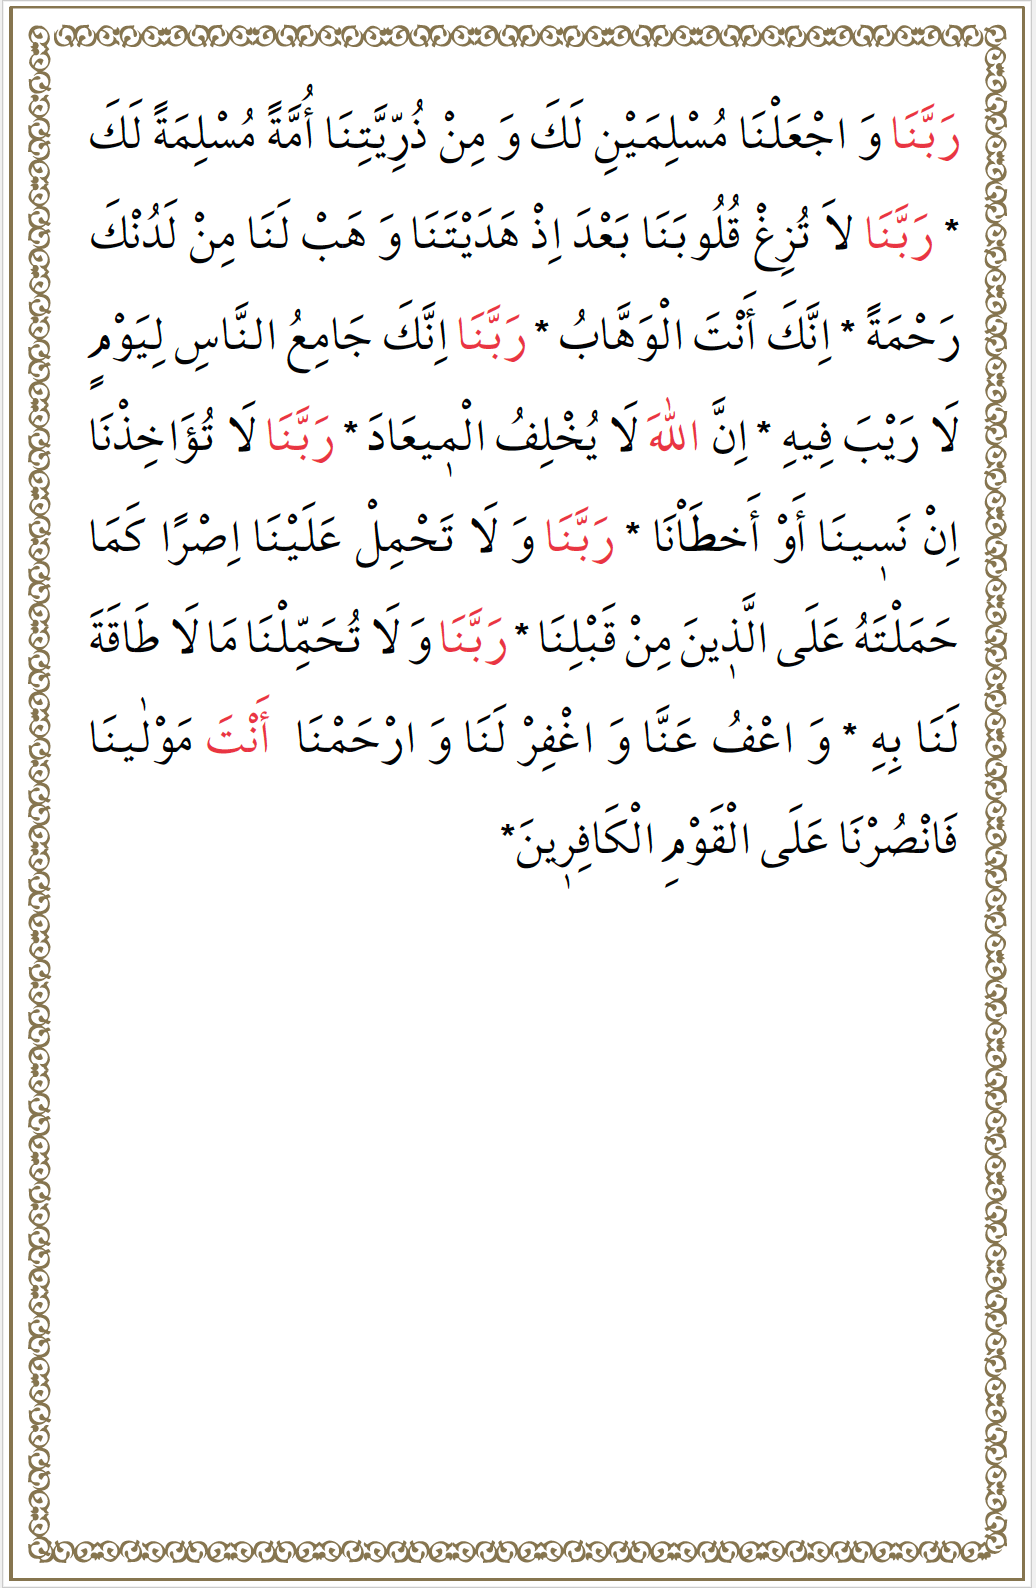 رَبَّنَا وَ اجْعَلْنَا مُسْلِمَيْنِ لَكَ وَ مِنْ ذُرِّيَّتِنَا أُمَّةً مُسْلِمَةً لَكَ
* رَبَّنَا لاَ تُزِغْ قُلُوبَنَا بَعْدَ اِذْ هَدَيْتَنَا وَ هَبْ لَنَا مِنْ لَدُنْكَ
رَحْمَةً * اِنَّكَ أَنْتَ الْوَهَّابُ * رَبَّنَا اِنَّكَ جَامِعُ النَّاسِ لِيَوْمٍ
لَا رَيْبَ فِيهِ * اِنَّ اللّٰهَ لَا يُخْلِفُ الْمٖيعَادَ * رَبَّنَا لَا تُؤَاخِذْنَا
اِنْ نَسٖينَا أَوْ أَخطَاْنَا * رَبَّنَا وَ لَا تَحْمِلْ عَلَيْنَا اِصْرًا كَمَا
حَمَلْتَهُ عَلَى الَّذٖينَ مِنْ قَبْلِنَا * رَبَّنَا وَ لَا تُحَمِّلْنَا مَا لَا طَاقَةَ
لَنَا بِهِ * وَ اعْفُ عَنَّا وَ اغْفِرْ لَنَا وَ ارْحَمْنَا أَنْتَ مَوْلٰينَا
فَانْصُرْنَا عَلَى الْقَوْمِ الْكَافِرٖينَ*